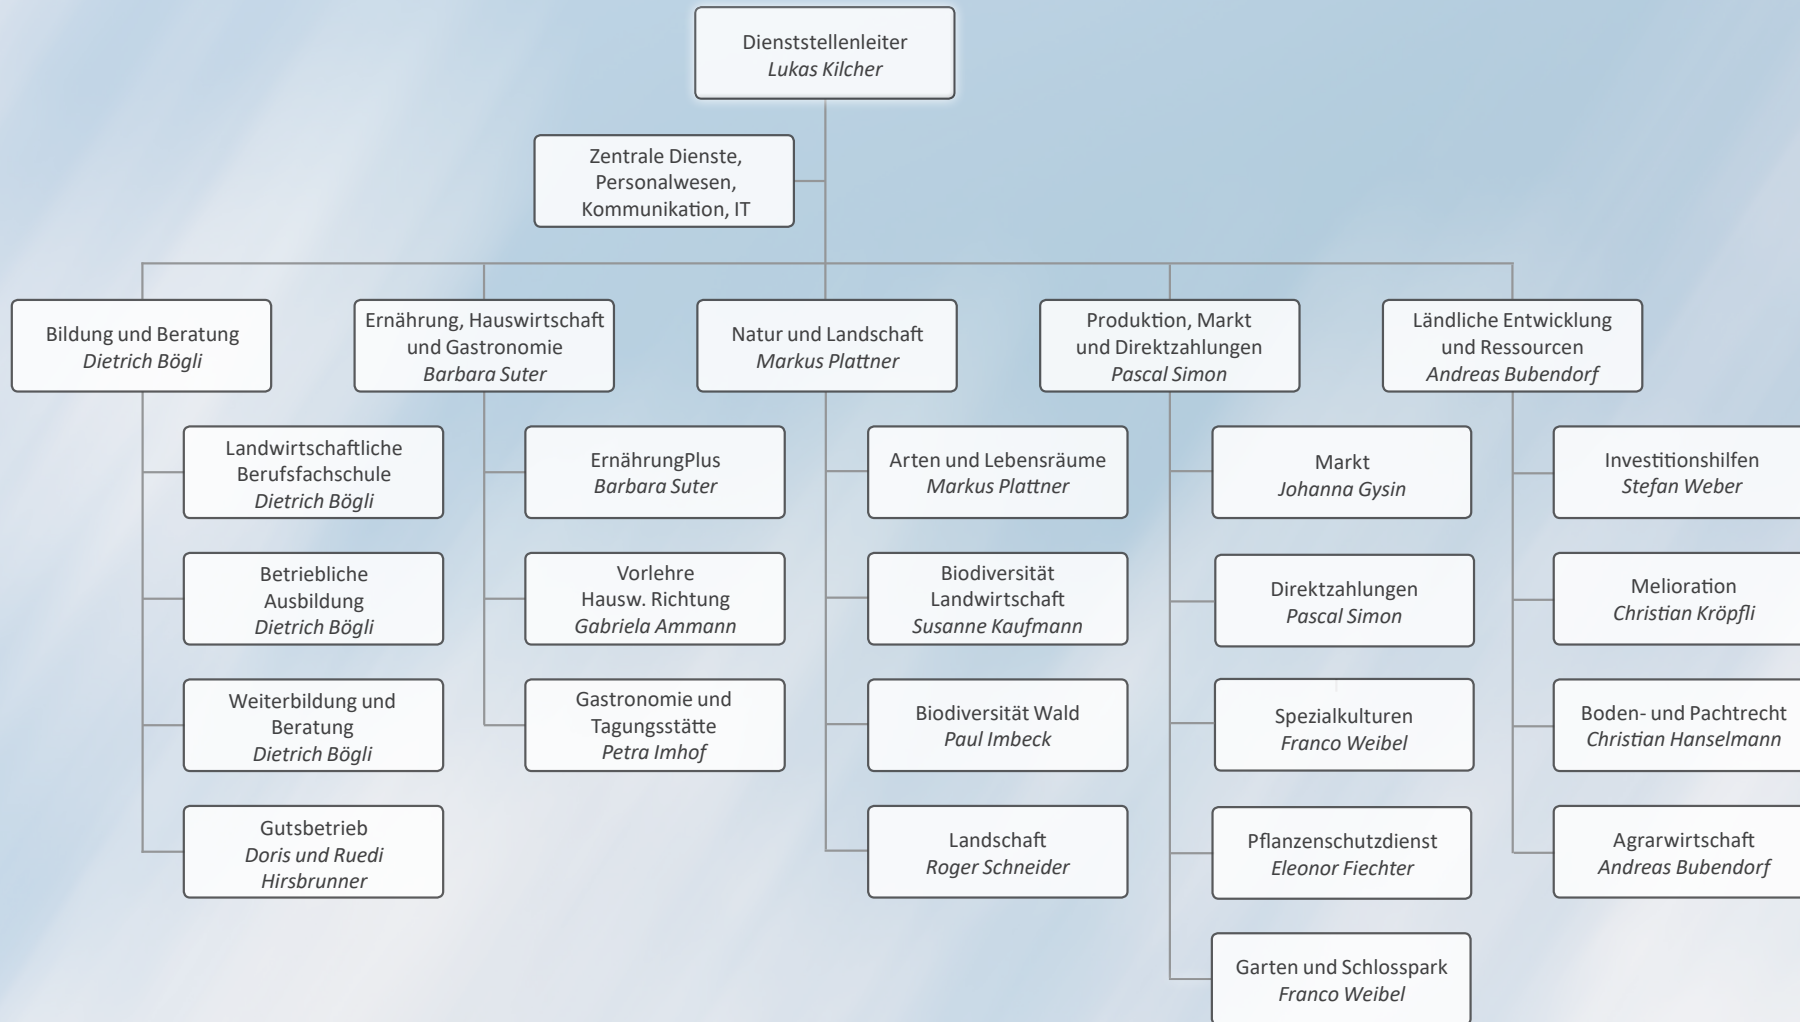 Dienststellenleiter
Lukas Kilcher
Zentrale Dienste,
Personalwesen,
Kommunikation, IT
Bildung und Beratung
Dietrich Bögli
Landwirtschaftliche
Berufsfachschule
Dietrich Bögli
Betriebliche
Ausbildung
Dietrich Bögli
Weiterbildung und
Beratung
Dietrich Bögli
Gutsbetrieb
Doris und Ruedi
Hirsbrunner
Ernährung, Hauswirtschaft
und Gastronomie
Barbara Suter
ErnährungPlus
Barbara Suter
Vorlehre
Hausw. Richtung
Gabriela Ammann
Gastronomie und
Tagungsstätte
Petra Imhof
Natur und Landschaft
Markus Plattner
Arten und Lebensräume
Markus Plattner
Biodiversität
Landwirtschaft
Susanne Kaufmann
Biodiversität Wald
Paul Imbeck
Landschaft
Roger Schneider
Produktion, Markt
und Direktzahlungen
Pascal Simon
Markt
Johanna Gysin
Direktzahlungen
Pascal Simon
Spezialkulturen
Franco Weibel
Pflanzenschutzdienst
Eleonor Fiechter
Garten und Schlosspark
Franco Weibel
Ländliche Entwicklung
und Ressourcen
Andreas Bubendorf
Investitionshilfen
Stefan Weber
Melioration
Christian Kröpfli
Boden- und Pachtrecht
Christian Hanselmann
Agrarwirtschaft
Andreas Bubendorf